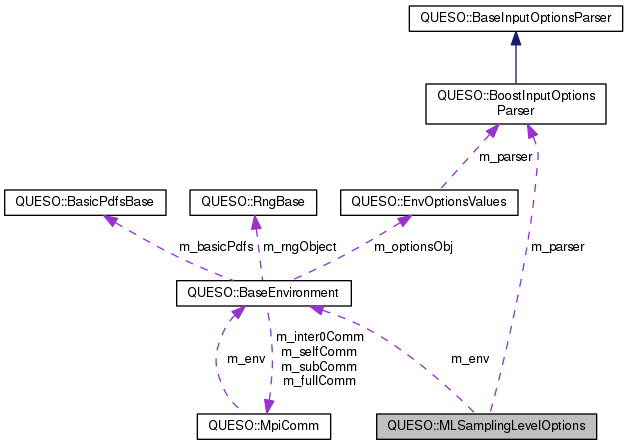 QUESO::BaseInputOptionsParser
QUESO::BoostInputOptions
Parser
m_parser
QUESO::BasicPdfsBase
QUESO::RngBase
QUESO::EnvOptionsValues
m_basicPdfs
m_rngObject
m_optionsObj
m_parser
QUESO::BaseEnvironment
m_env
m_inter0Comm
m_selfComm
m_subComm
m_fullComm
m_env
QUESO::MpiComm
QUESO::MLSamplingLevelOptions